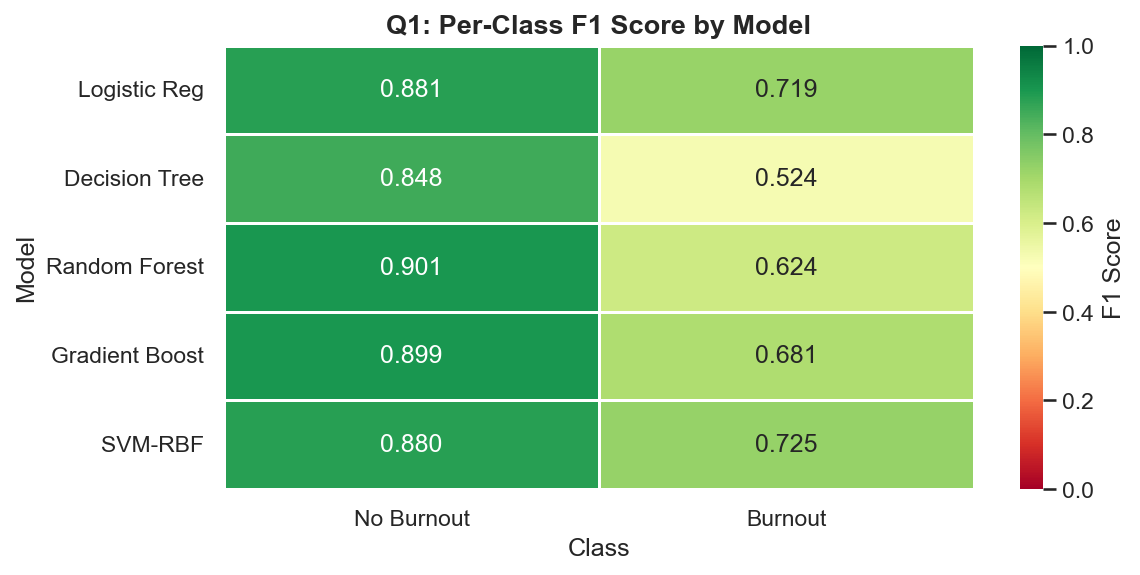 Q1: Per-Class F1 Score by Model
Model
Logistic Reg 0.881 0.719
Decision Tree 0.848 0.524
Random Forest 0.901 0.624
Gradient Boost 0.899 0.681
SVM-RBF 0.880 0.725
No Burnout Burnout
Class
1.0
0.8
0.6
0.4
0.2
0.0
F1 Score